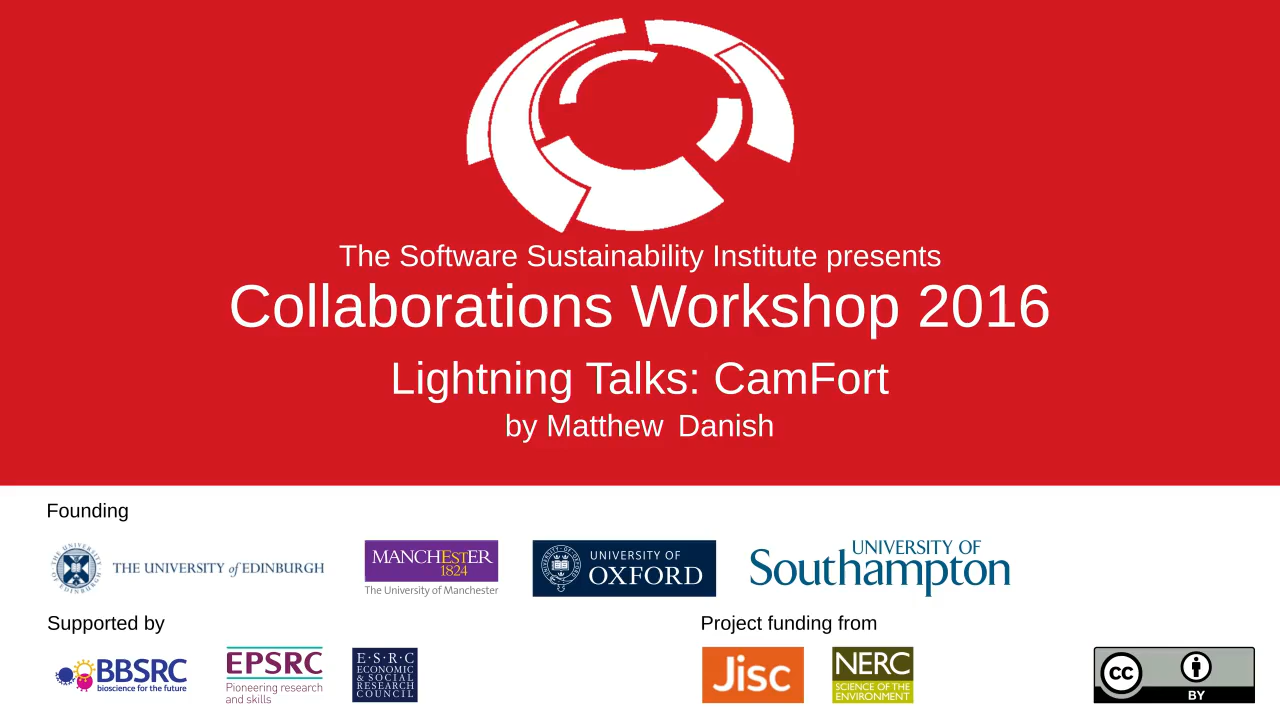 The Software Sustainability Institute presents
Collaborations Workshop 2016
Lightning Talks: CamFort
by Matthew Danish
Founding
THE UNIVERSITY of EDINBURGH
MANCHESTER
1824
The University of Manchester
UNIVERSITY OF
OXFORD
UNIVERSITY OF
Southampton
Supported by
Project funding from
BBSRC
bioscience for the future
EPSRC
Pioneering research
and skills
E·S·R·C
ECONOMIC
& SOCIAL
RESEARCH
COUNCIL
Jisc
NERC
SCIENCE OF THE
ENVIRONMENT
cc
BY